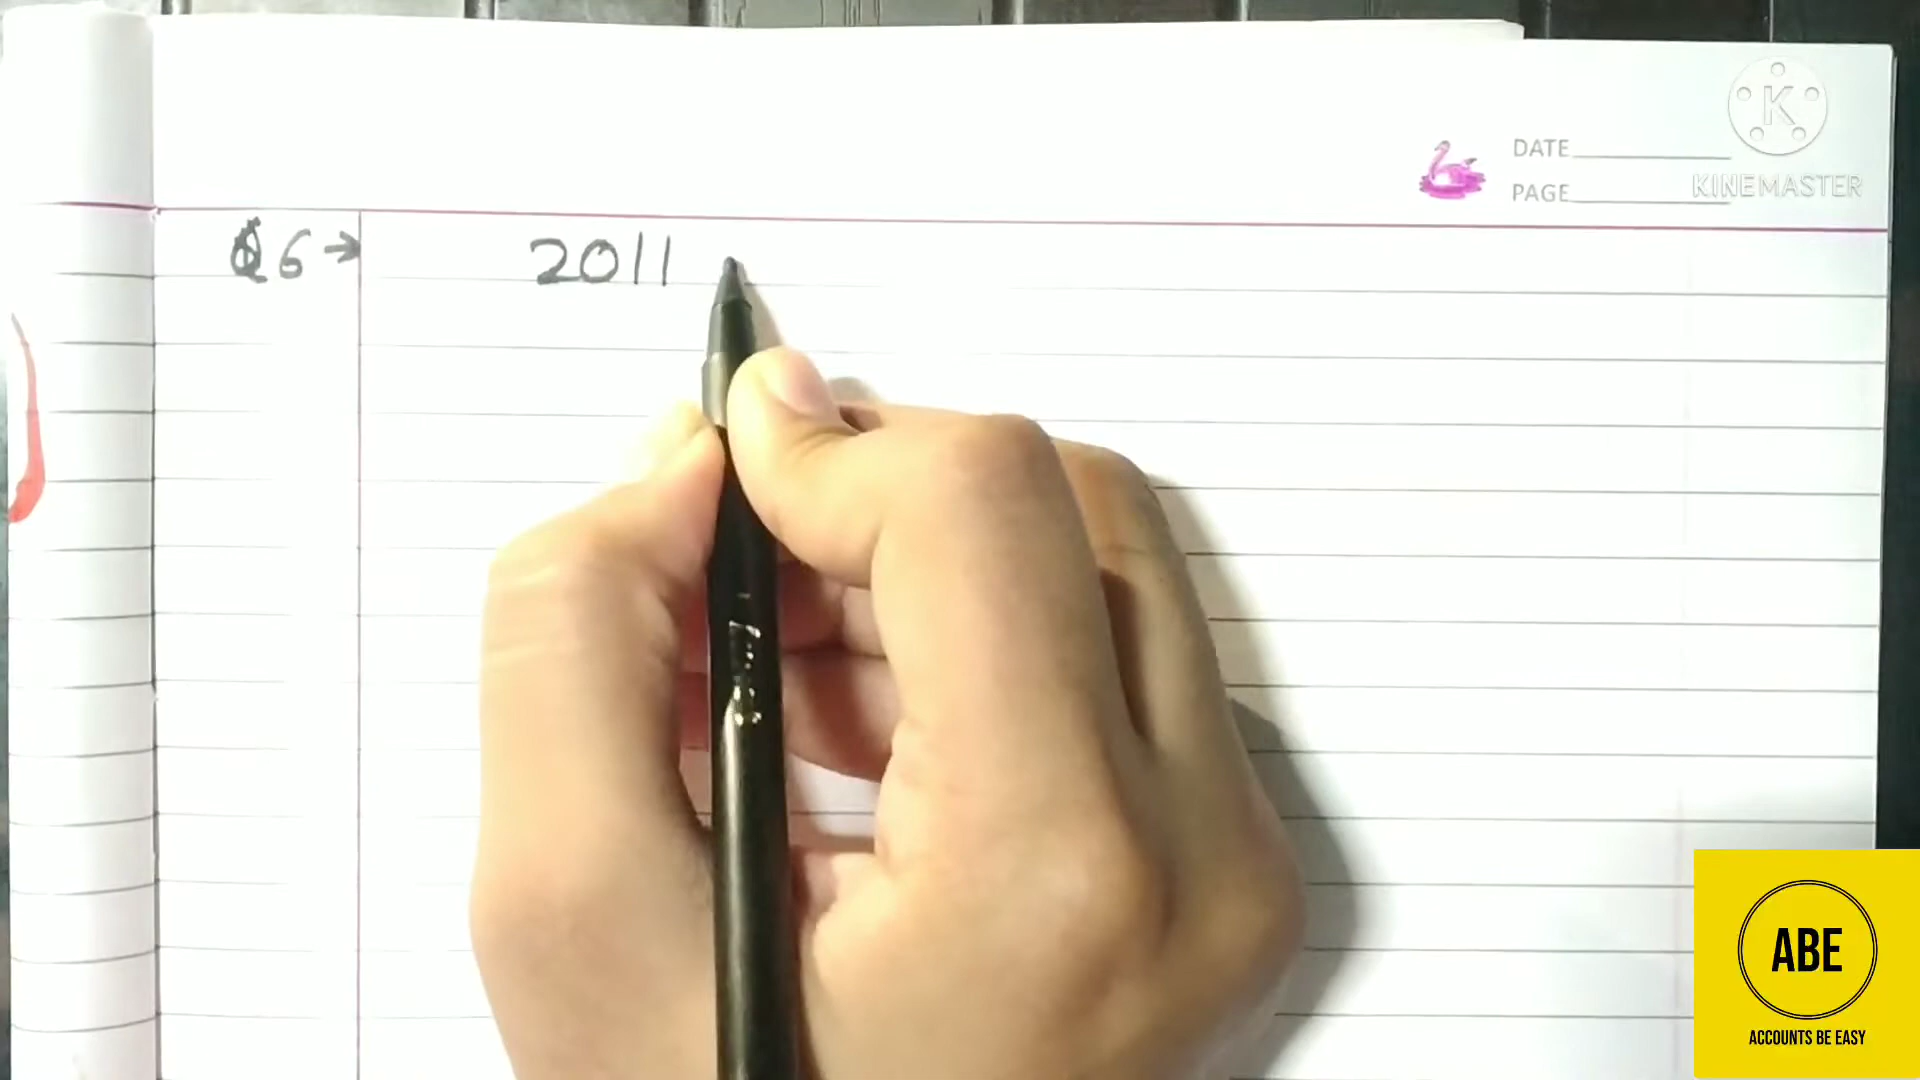 DATE
PAGE
K
KINEMASTER
Q6→ 2011
ABE
ACCOUNTS BE EASY